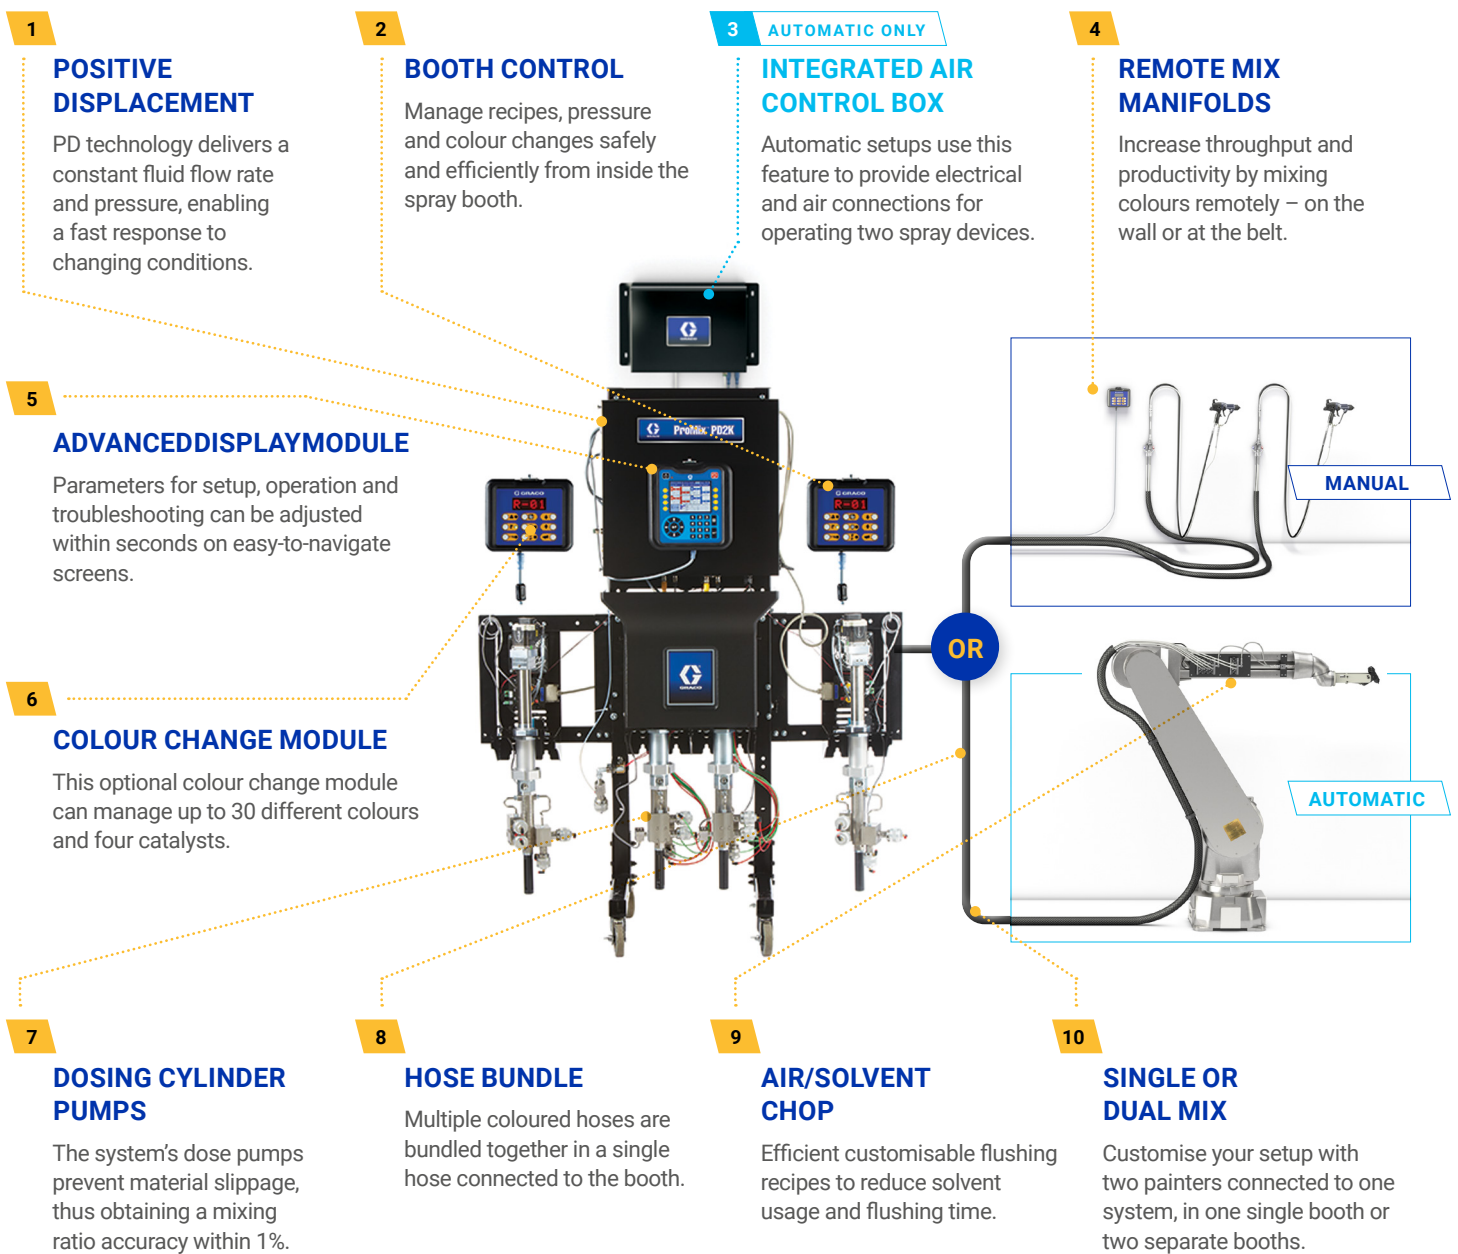 1
POSITIVE
DISPLACEMENT
PD technology delivers a
constant fluid flow rate
and pressure, enabling
a fast response to
changing conditions.
2
BOOTH CONTROL
Manage recipes, pressure
and colour changes safely
and efficiently from inside the
spray booth.
3 AUTOMATIC ONLY
INTEGRATED AIR
CONTROL BOX
Automatic setups use this
feature to provide electrical
and air connections for
operating two spray devices.
4
REMOTE MIX
MANIFOLDS
Increase throughput and
productivity by mixing
colours remotely – on the
wall or at the belt.
GRACO
ProMix PD2K
5
ADVANCEDDISPLAYMODULE
Parameters for setup, operation and
troubleshooting can be adjusted
within seconds on easy-to-navigate
screens.
GRACO
R-01
GRACO
R-01
MANUAL
OR
GRACO
6
COLOUR CHANGE MODULE
This optional colour change module
can manage up to 30 different colours
and four catalysts.
AUTOMATIC
7
DOSING CYLINDER
PUMPS
The system’s dose pumps
prevent material slippage,
thus obtaining a mixing
ratio accuracy within 1%.
8
HOSE BUNDLE
Multiple coloured hoses are
bundled together in a single
hose connected to the booth.
9
AIR/SOLVENT
CHOP
Efficient customisable flushing
recipes to reduce solvent
usage and flushing time.
10
SINGLE OR
DUAL MIX
Customise your setup with
two painters connected to one
system, in one single booth or
two separate booths.